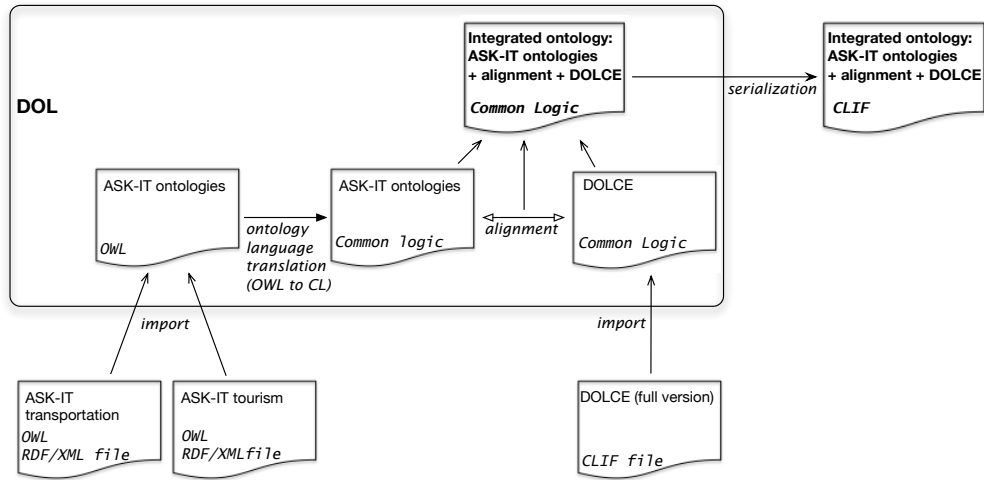 Integrated ontology:
ASK-IT ontologies
+ alignment + DOLCE
Common Logic
serialization
Integrated ontology:
ASK-IT ontologies
+ alignment + DOLCE
CLIF
DOL
ASK-IT ontologies
OWL
ontology
language
translation
(OWL to CL)
ASK-IT ontologies
Common logic
alignment
DOLCE
Common Logic
import
import
ASK-IT
transportation
OWL
RDF/XML file
ASK-IT tourism
OWL
RDF/XMLfile
DOLCE (full version)
CLIF file